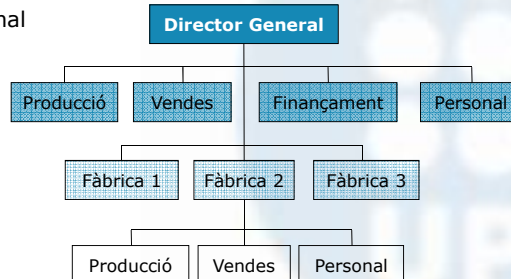 nal
Director General
Producció Vendes Finançament Personal
Fàbrica 1 Fàbrica 2 Fàbrica 3
Producció Vendes Personal